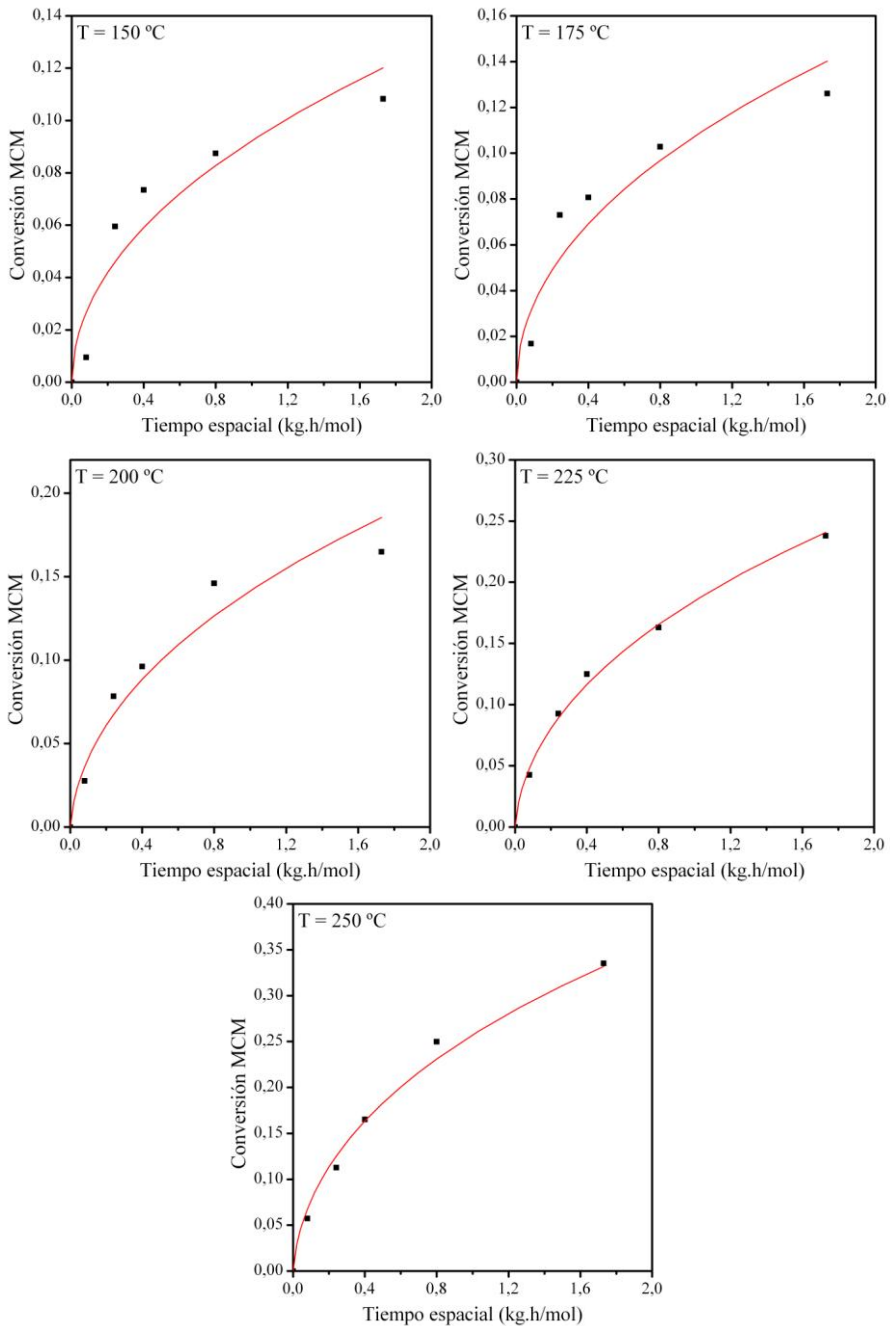 T = 150 ºC
0,14
0,12
0,10
0,08
0,06
0,04
0,02
0,00
Conversión MCM
0,0 0,4 0,8 1,2 1,6 2,0
Tiempo espacial (kg.h/mol)
T = 175 ºC
0,16
0,14
0,12
0,10
0,08
0,06
0,04
0,02
0,00
Conversión MCM
0,0 0,4 0,8 1,2 1,6 2,0
Tiempo espacial (kg.h/mol)
T = 200 ºC
0,20
0,15
0,10
0,05
0,00
Conversión MCM
0,0 0,4 0,8 1,2 1,6 2,0
Tiempo espacial (kg.h/mol)
T = 225 ºC
0,30
0,25
0,20
0,15
0,10
0,05
0,00
Conversión MCM
0,0 0,4 0,8 1,2 1,6 2,0
Tiempo espacial (kg.h/mol)
T = 250 ºC
0,40
0,35
0,30
0,25
0,20
0,15
0,10
0,05
0,00
Conversión MCM
0,0 0,4 0,8 1,2 1,6 2,0
Tiempo espacial (kg.h/mol)